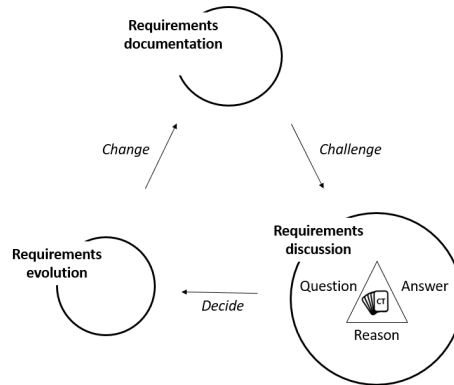 Requirements
documentation
Change
Challenge
Requirements
evolution
Requirements
discussion
Question
Answer
CT
Decide
Reason